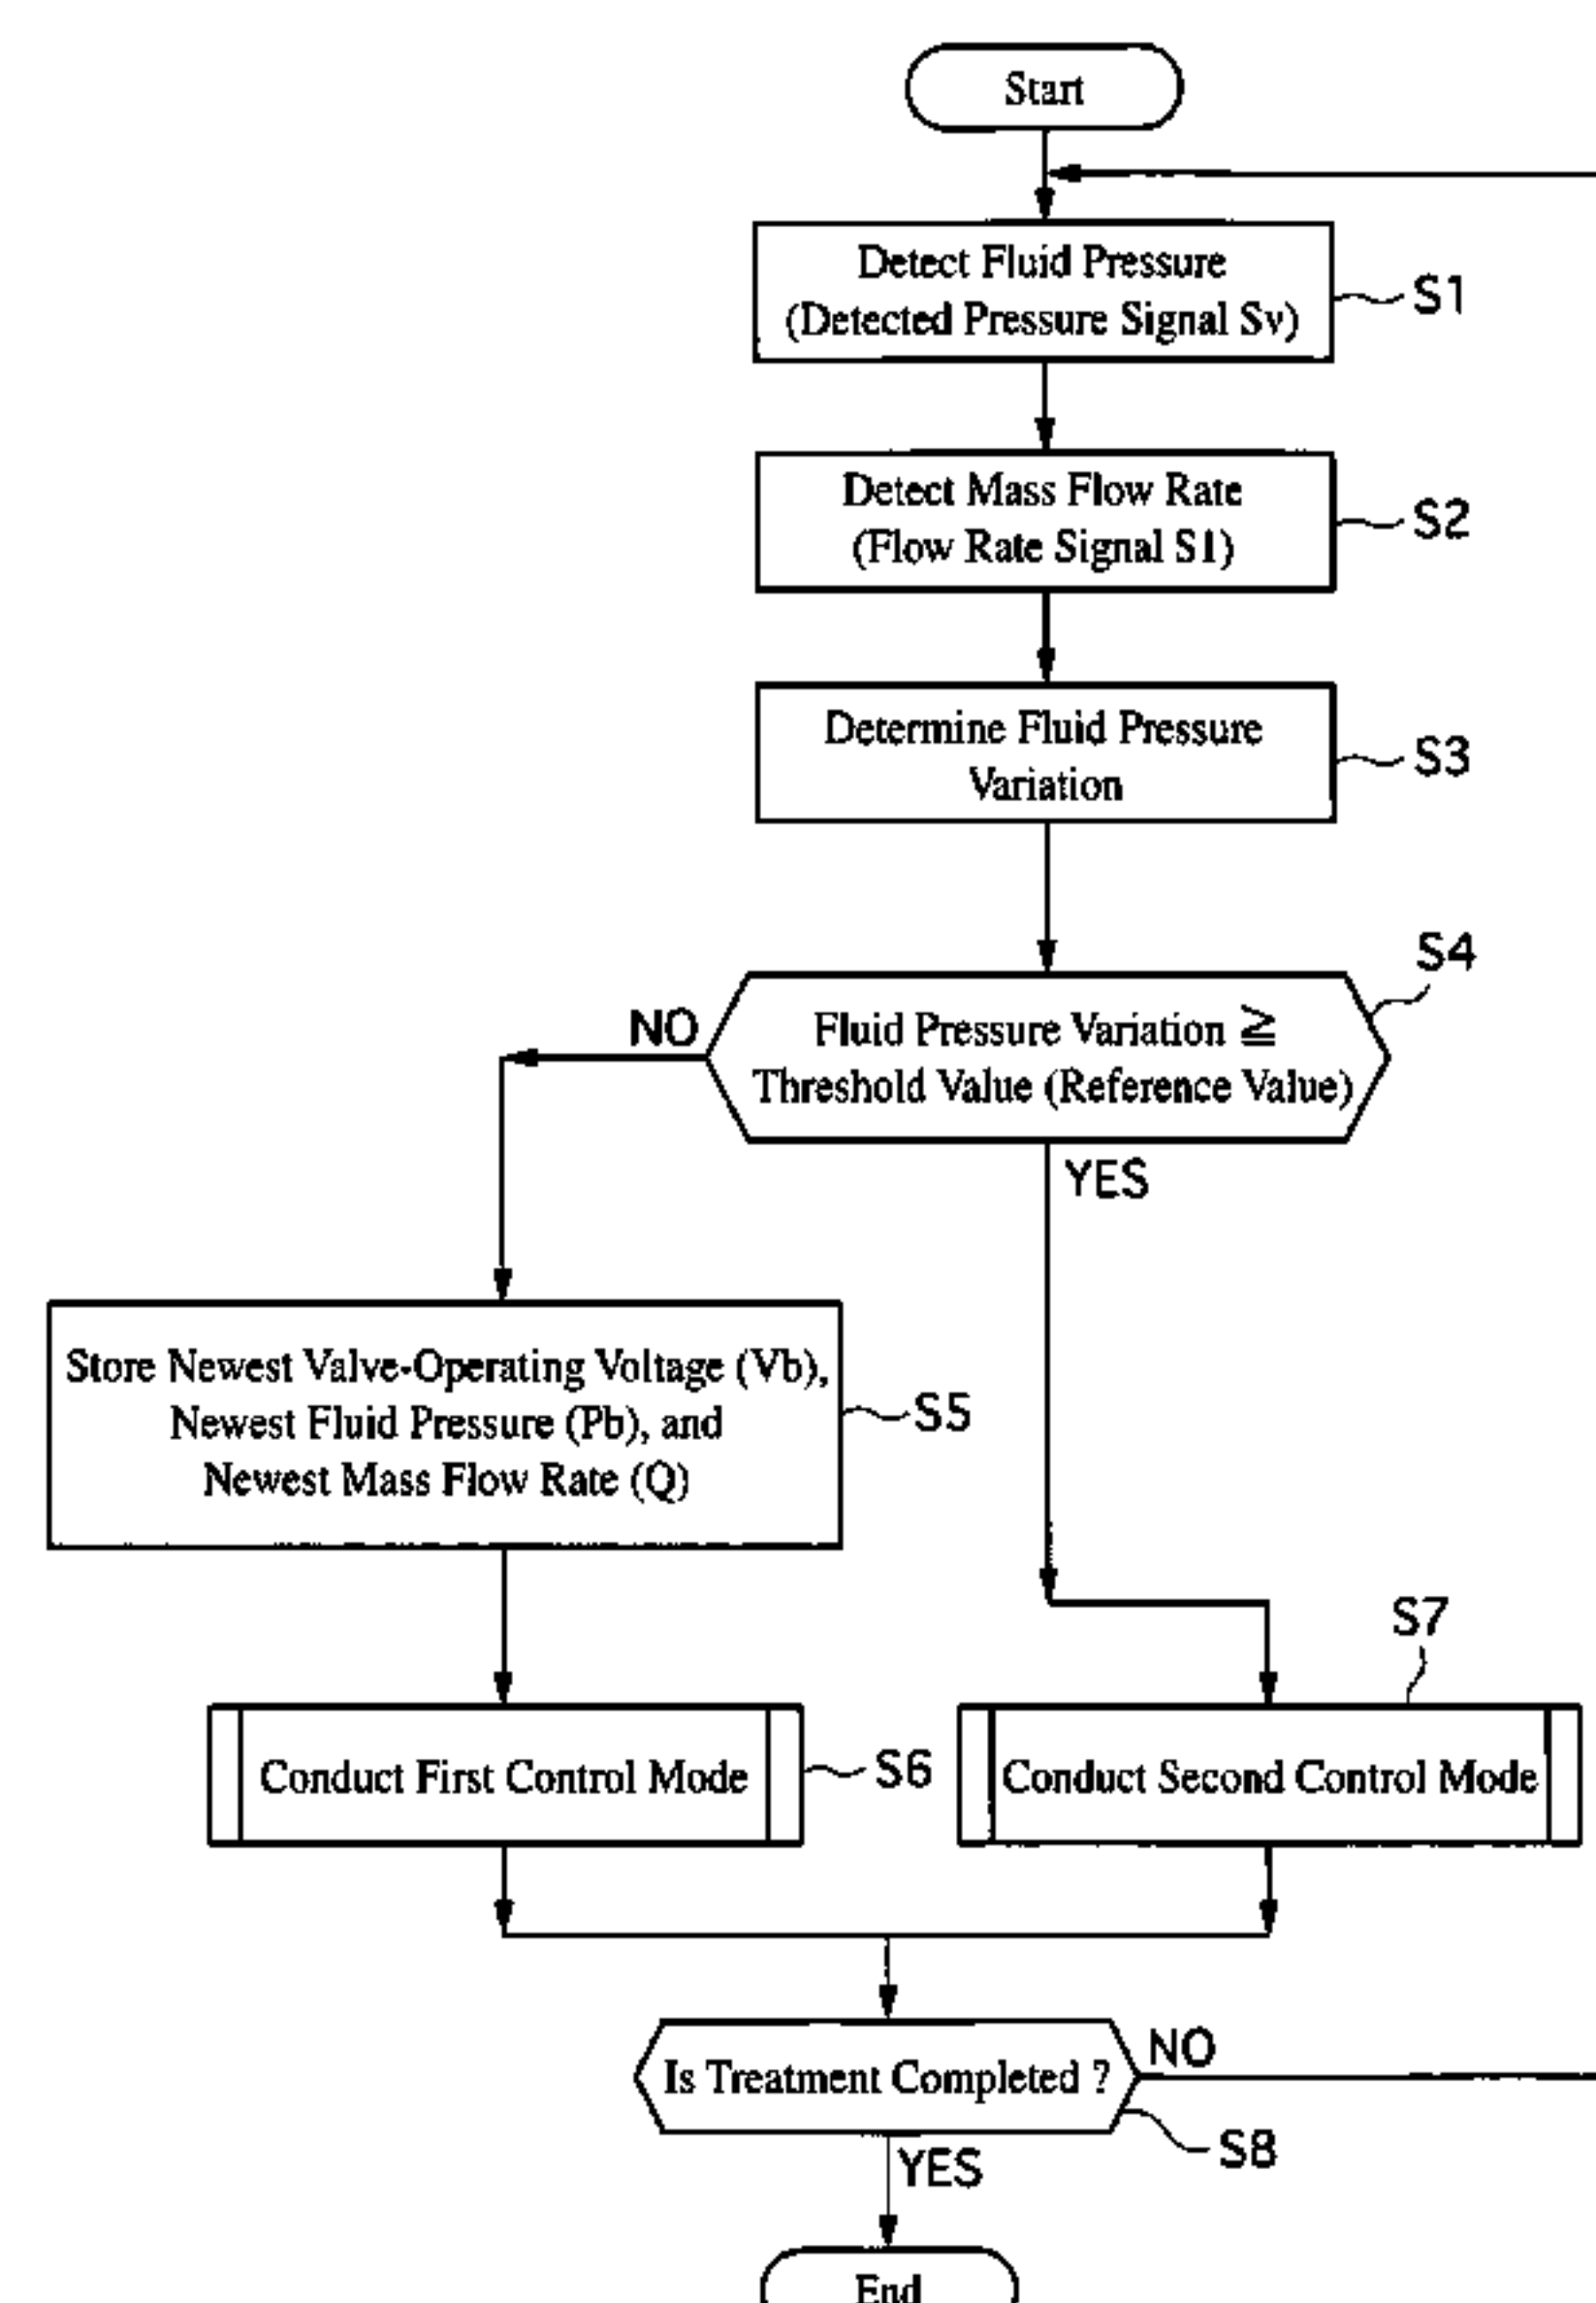 Start
Detect Fluid Pressure
(Detected Pressure Signal Sv)
S1
Detect Mass Flow Rate
(Flow Rate Signal S1)
S2
Determine Fluid Pressure
Variation
S3
S4
Fluid Pressure Variation ≧
Threshold Value (Reference Value)
NO
YES
Store Newest Valve-Operating Voltage (Vb),
Newest Fluid Pressure (Pb), and
Newest Mass Flow Rate (Q)
S5
Conduct First Control Mode
S6
S7
Conduct Second Control Mode
Is Treatment Completed ?
NO
S8
YES
End